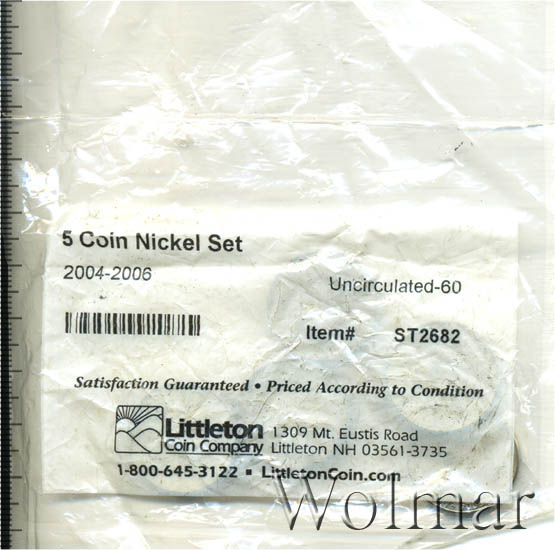 5 Coin Nickel Set
2004-2006
Uncirculated-60
Item# ST2682
Satisfaction Guaranteed • Priced According to Condition
Littleton
Coin Company
1309 Mt. Eustis Road
Littleton NH 03561-3735
1-800-645-3122 ▪ LittletonCoin.com
Wolmar